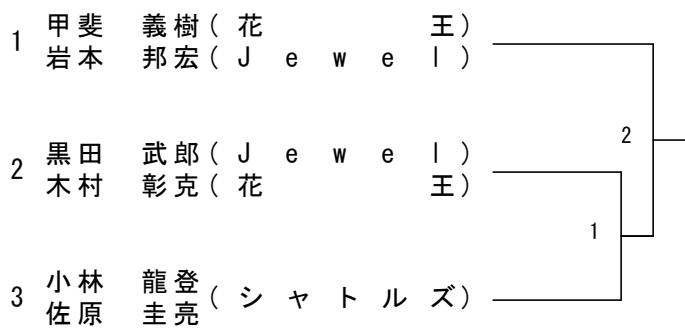 1
甲斐 義樹(花王)
岩本 邦宏(Jewel)
2
黒田 武郎(Jewel)
木村 彰克(花王)
3
小林 龍登
佐原 圭亮
(シャトルズ)
2
1